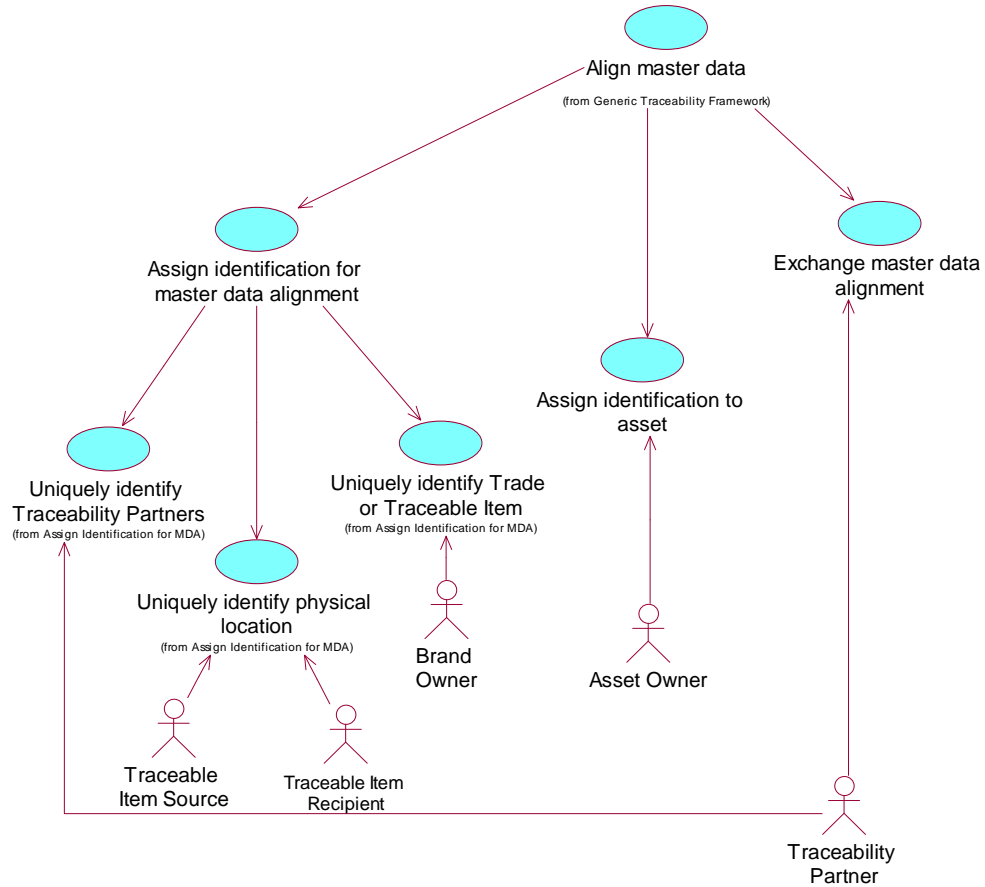 Align master data
(from Generic Traceability Framework)
Assign identification for
master data alignment
Exchange master data
alignment
Assign identification to
asset
Uniquely identify
Traceability Partners
(from Assign Identification for MDA)
Uniquely identify Trade
or Traceable Item
(from Assign Identification for MDA)
Uniquely identify physical
location
(from Assign Identification for MDA)
Brand
Owner
Asset Owner
Traceable
Item Source
Traceable Item
Recipient
Traceability
Partner